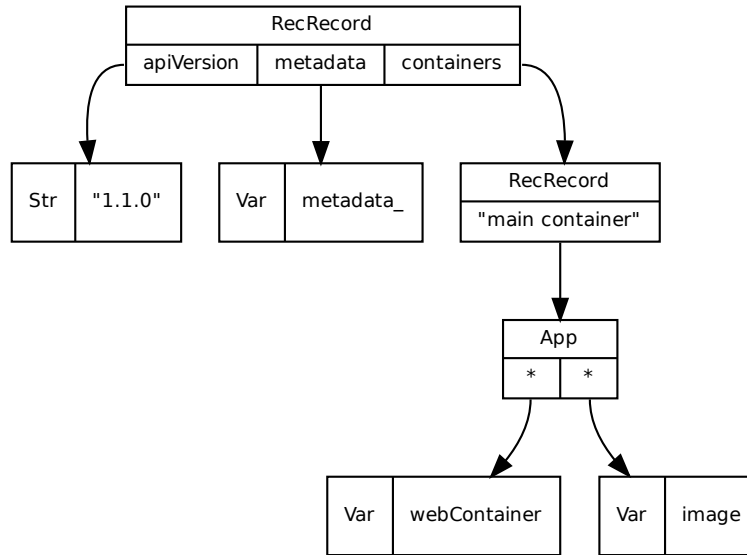 RecRecord
apiVersion metadata containers
Str "1.1.0"
Var metadata_
RecRecord
"main container"
App
* *
Var webContainer
Var image